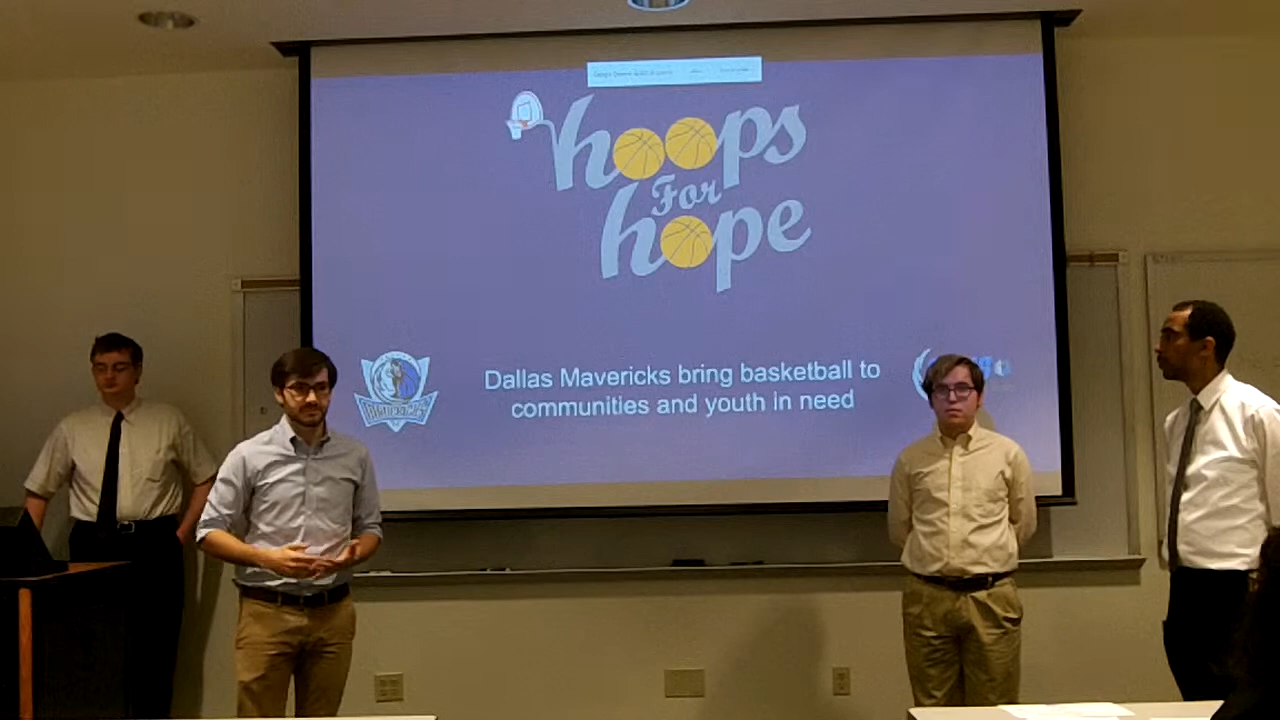 hoops
For
hope
Dallas Mavericks bring basketball to
communities and youth in need